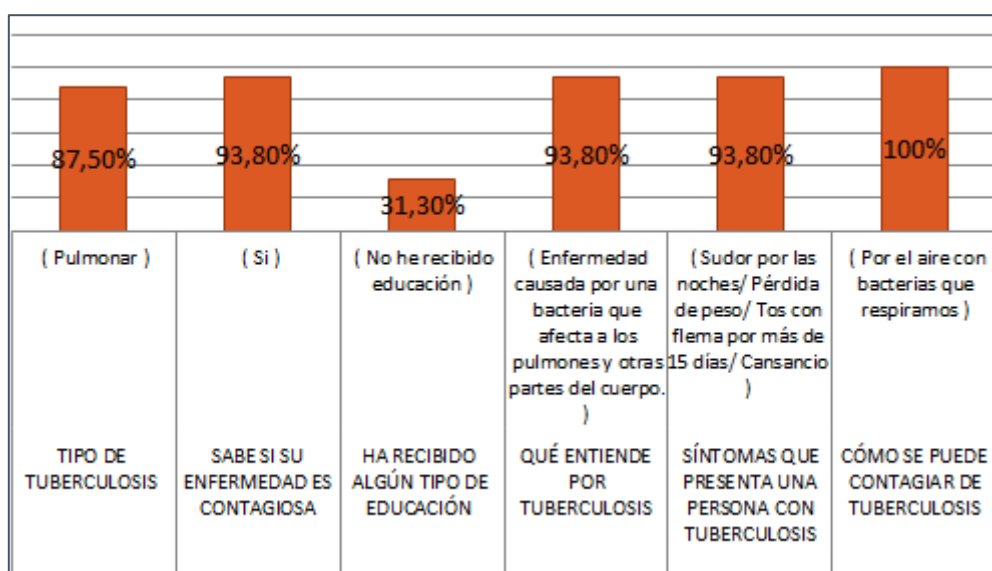 87,50%
93,80%
31,30%
93,80%
93,80%
100%
( Pulmonar )
( Si )
( No he recibido
educación )
( Enfermedad
causada por una
bacteria que
afecta a los
pulmones y otras
partes del cuerpo.
)
( Sudor por las
noches/ Pérdida
de peso/ Tos con
flema por más de
15 días/ Cansancio
)
( Por el aire con
bacterias que
respiramos )
TIPO DE
TUBERCULOSIS
SABE SI SU
ENFERMEDAD ES
CONTAGIOSA
HA RECIBIDO
ALGÚN TIPO DE
EDUCACIÓN
QUÉ ENTIENDE
POR
TUBERCULOSIS
SÍNTOMAS QUE
PRESENTA UNA
PERSONA CON
TUBERCULOSIS
CÓMO SE PUEDE
CONTAGIAR DE
TUBERCULOSIS